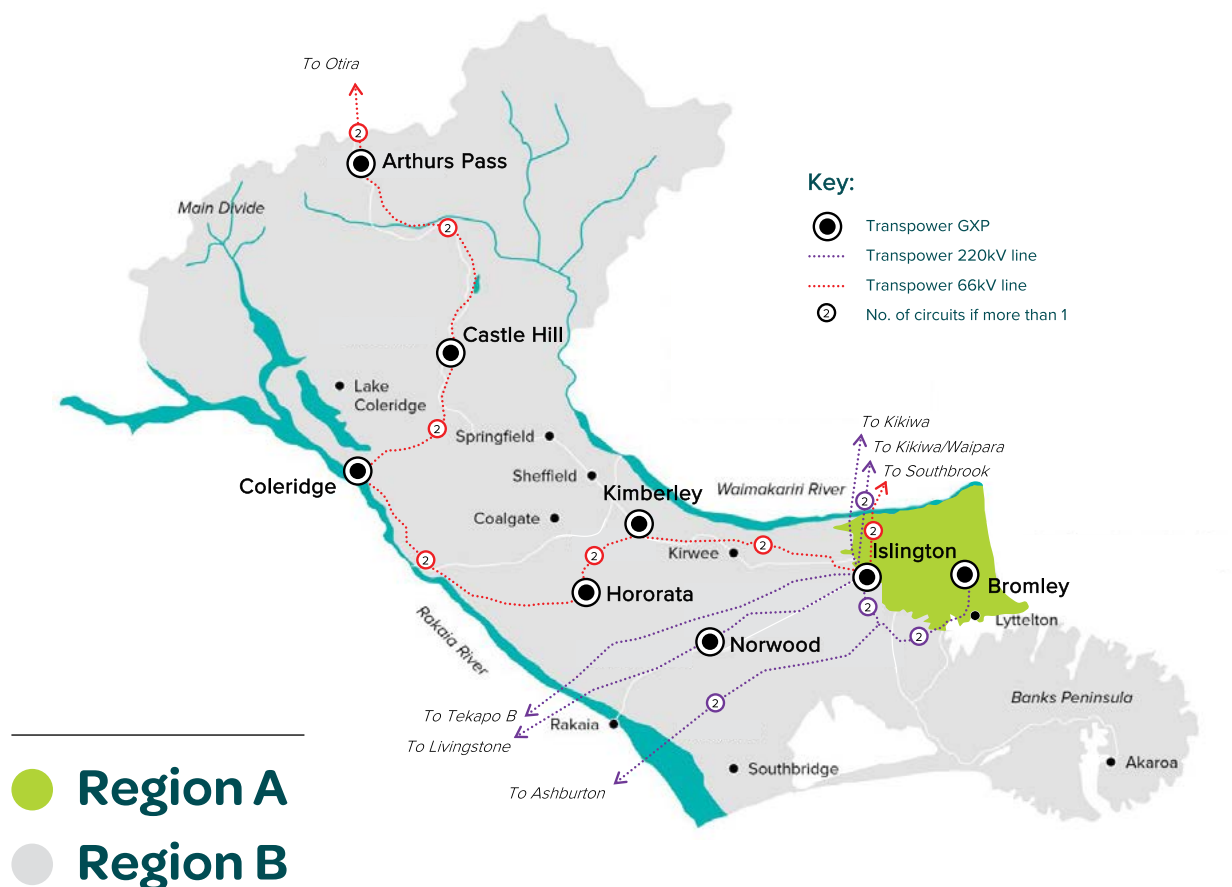 To Otira
2
Arthurs Pass
Main Divide
2
Key:
Transpower GXP
Transpower 220kV line
Transpower 66kV line
2
No. of circuits if more than 1
Castle Hill
Lake
Coleridge
2
Springfield
To Kikiwa
To Kikiwa/Waipara
To Southbrook
Coleridge
Sheffield
Kimberley
Waimakariri River
2
Coalgate
2
2
2
2
Kirwee
Islington
Hororata
Bromley
2
Lyttelton
Rakaia River
Norwood
2
Banks Peninsula
2
To Tekapo B
Rakaia
To Livingstone
Southbridge
Akaroa
To Ashburton
Region A
Region B